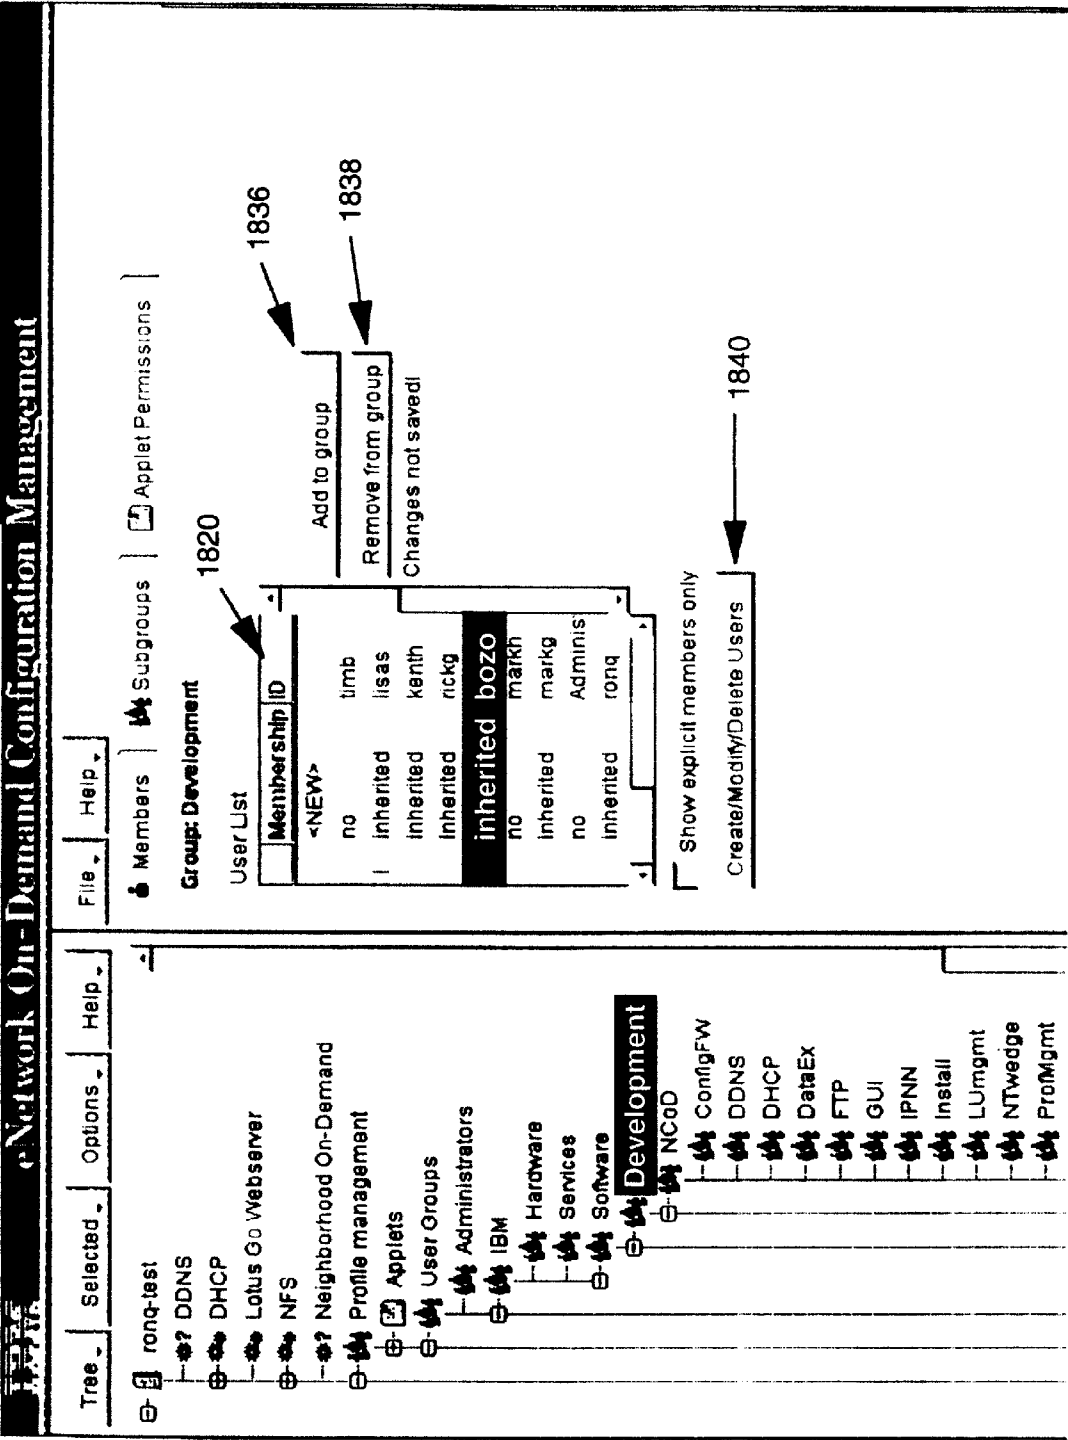 eNetwork On-Demand Configuration Management
Tree Selected Options Help
ronq-test
? DDNS
DHCP
Lotus Go Webserver
NFS
? Neighborhood On-Demand
Profile management
Applets
User Groups
Administrators
IBM
Hardware
Services
Software
Development
NCoD
ConfigFW
DDNS
DHCP
DataEx
FTP
GUI
IPNN
Install
LUmgmt
NTwedge
ProfMgmt
File Help
Members Subgroups Applet Permissions
Group: Development
User List
Membership ID
<NEW>
no timb
inherited lisas
inherited kenth
inherited rickg
inherited bozo
no markh
inherited markg
no Adminis
inherited ronq
Add to group
Remove from group
Changes not saved!
Show explicit members only
Create/Modify/Delete Users
1820
1836
1838
1840